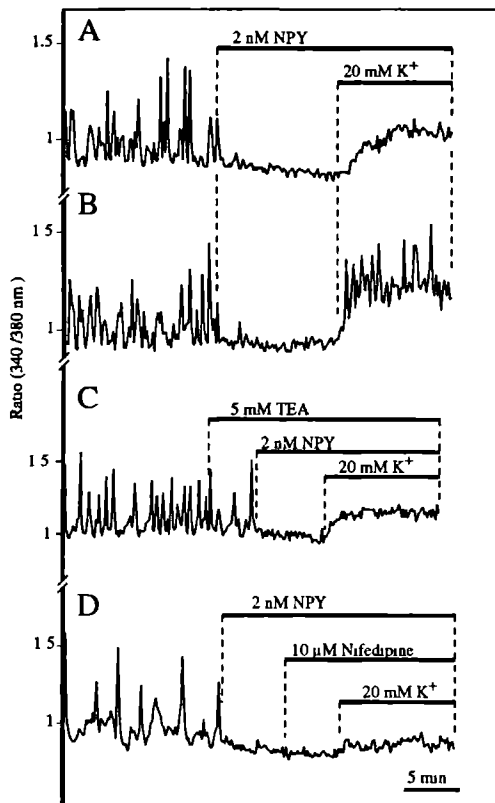 A
1.5
2 nM NPY
20 mM K+
1
B
1 5
1
C
5 mM TEA
1 5
2 nM NPY
20 mM K+
1
D
2 nM NPY
1 5
10 µM Nifedipine
20 mM K+
1
5 min
Ratio (340/380 nm)